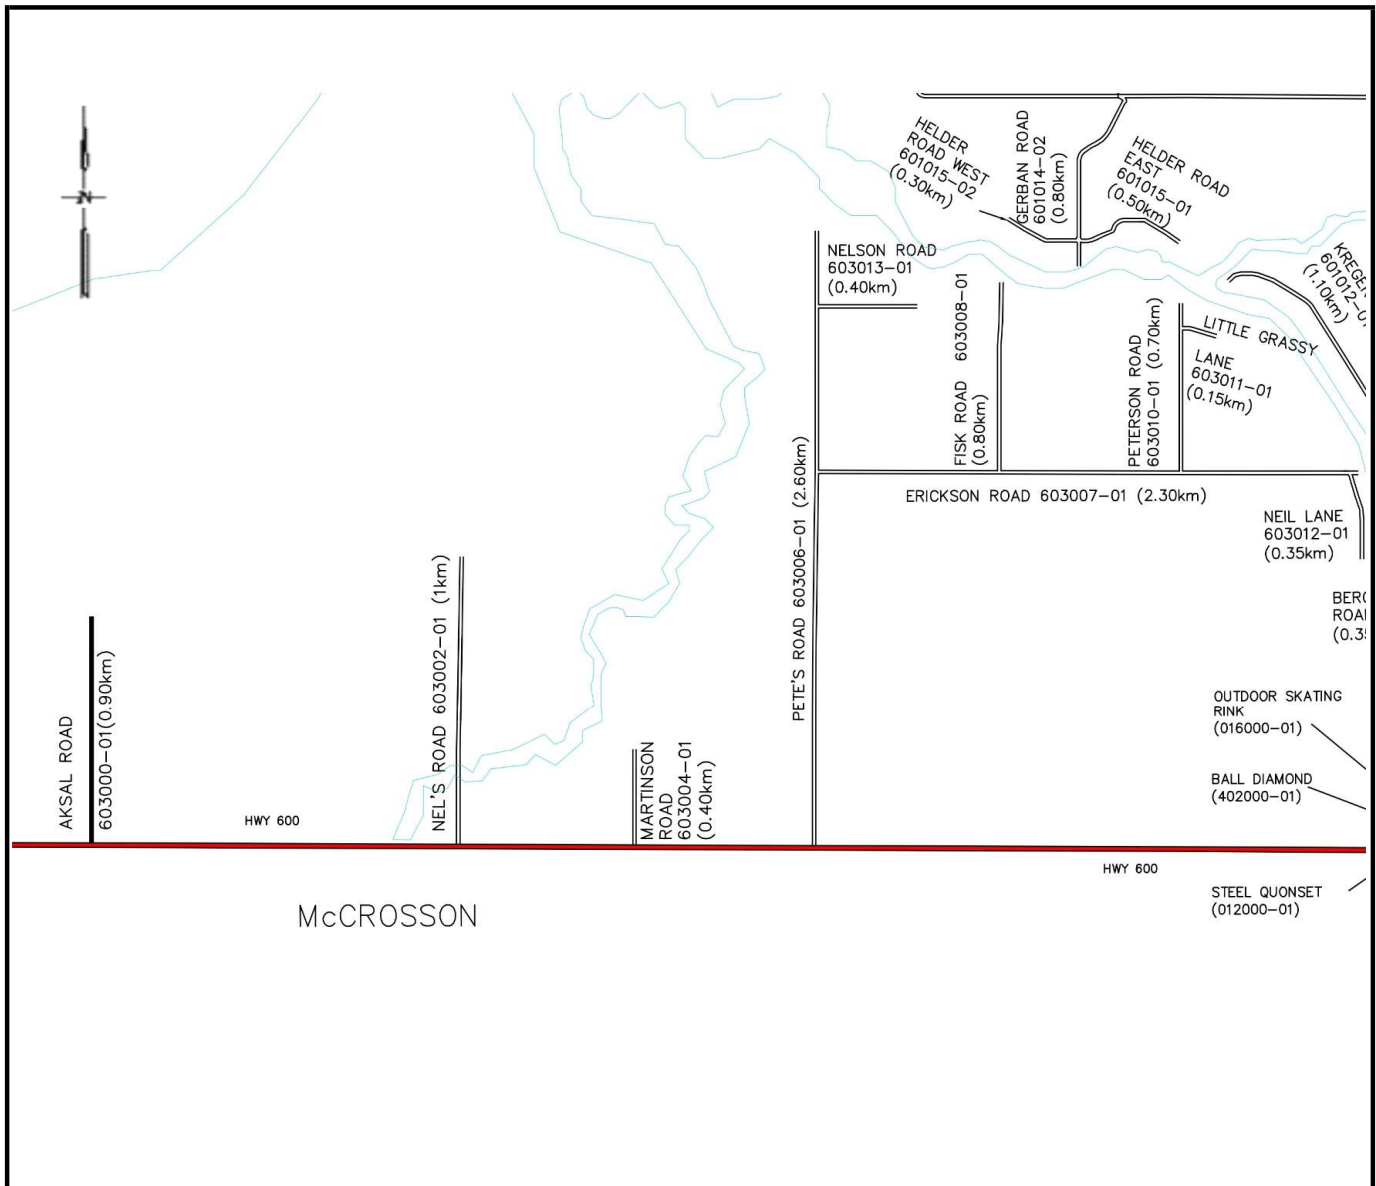 N
HELDER
ROAD WEST
601015-02
(0.30km)
GERBAN ROAD
601014-02
(0.80km)
HELDER ROAD
EAST
601015-01
(0.50km)
NELSON ROAD
603013-01
(0.40km)
FISK ROAD 603008-01
(0.80km)
PETERSON ROAD
603010-01 (0.70km)
LITTLE GRASSY
LANE
603011-01
(0.15km)
(1.10km)
ERICKSON ROAD 603007-01 (2.30km)
NEIL LANE
603012-01
(0.35km)
PETE'S ROAD 603006-01 (2.60km)
NEL'S ROAD 603002-01 (1km)
AKSAL ROAD
603000-01(0.90km)
MARTINSON
ROAD
603004-01
(0.40km)
OUTDOOR SKATING
RINK
(016000-01)
BALL DIAMOND
(402000-01)
HWY 600
HWY 600
STEEL QUONSET
(012000-01)
McCROSSON